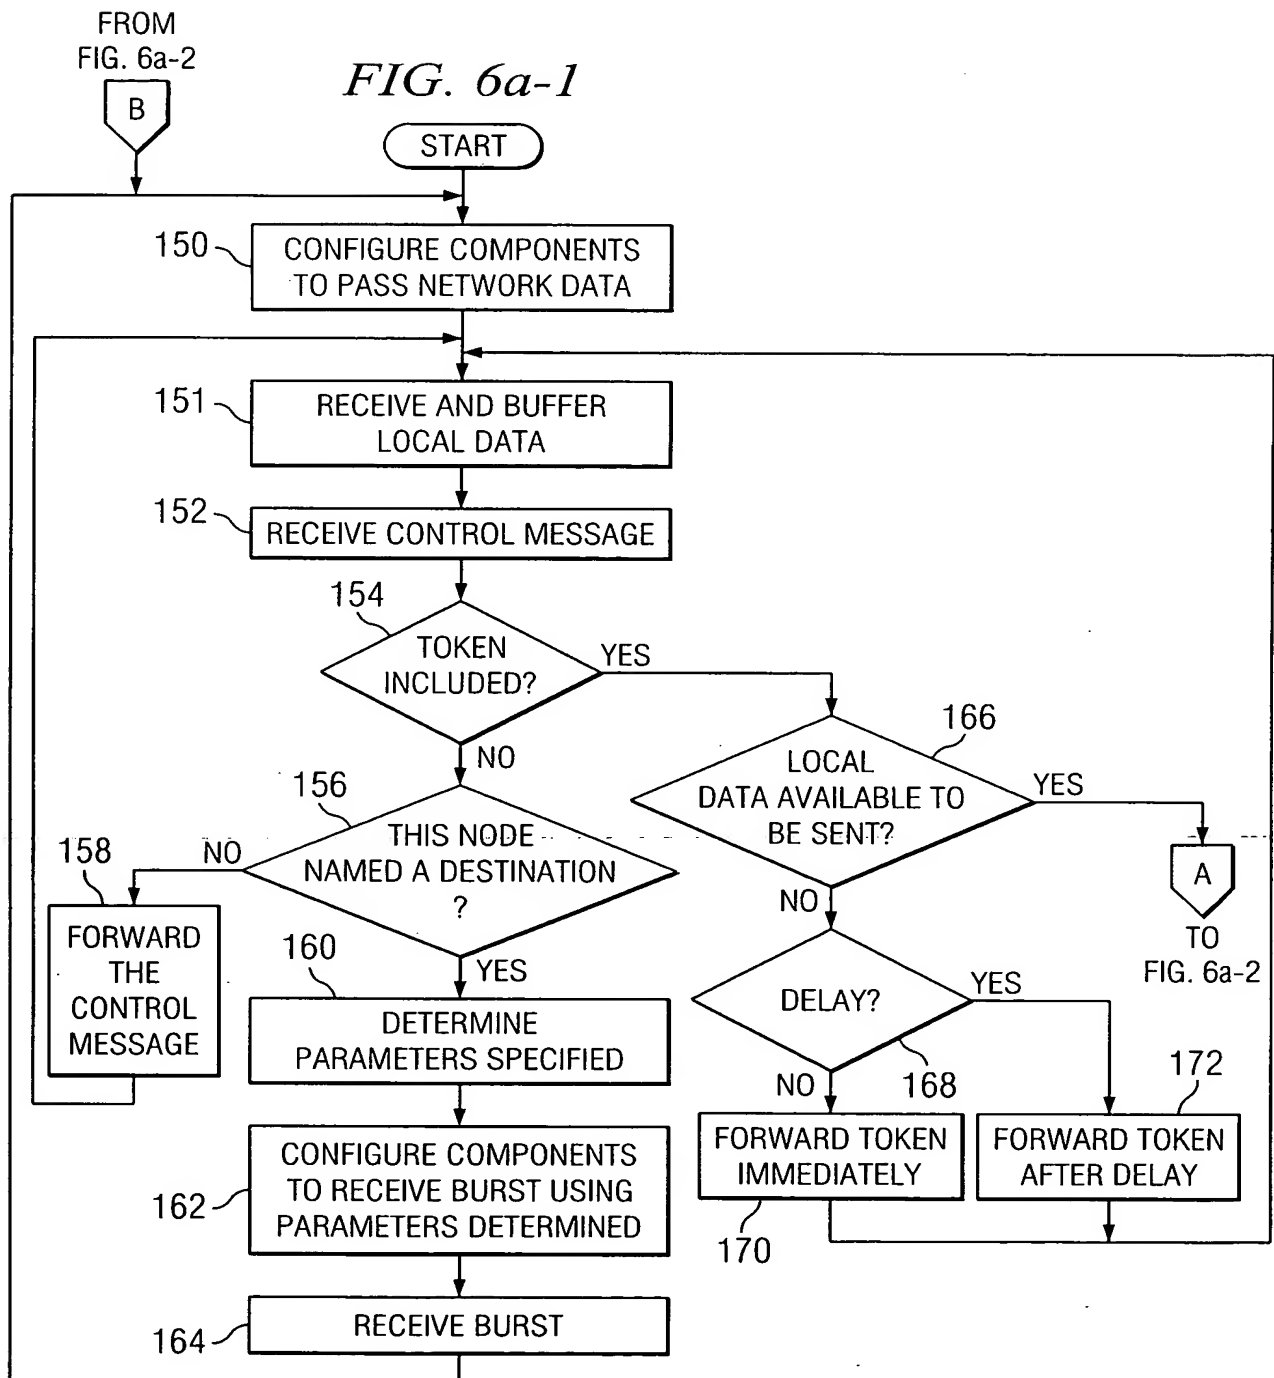 FROM
FIG. 6a-2
B
FIG. 6a-1
START
150
CONFIGURE COMPONENTS
TO PASS NETWORK DATA
151
RECEIVE AND BUFFER
LOCAL DATA
152
RECEIVE CONTROL MESSAGE
154
TOKEN
INCLUDED?
YES
NO
166
LOCAL
DATA AVAILABLE TO
BE SENT?
YES
NO
A
TO
FIG. 6a-2
156
THIS NODE
NAMED A DESTINATION
?
NO
YES
158
FORWARD
THE
CONTROL
MESSAGE
160
DETERMINE
PARAMETERS SPECIFIED
DELAY?
YES
NO
168
172
FORWARD TOKEN
IMMEDIATELY
170
FORWARD TOKEN
AFTER DELAY
162
CONFIGURE COMPONENTS
TO RECEIVE BURST USING
PARAMETERS DETERMINED
164
RECEIVE BURST